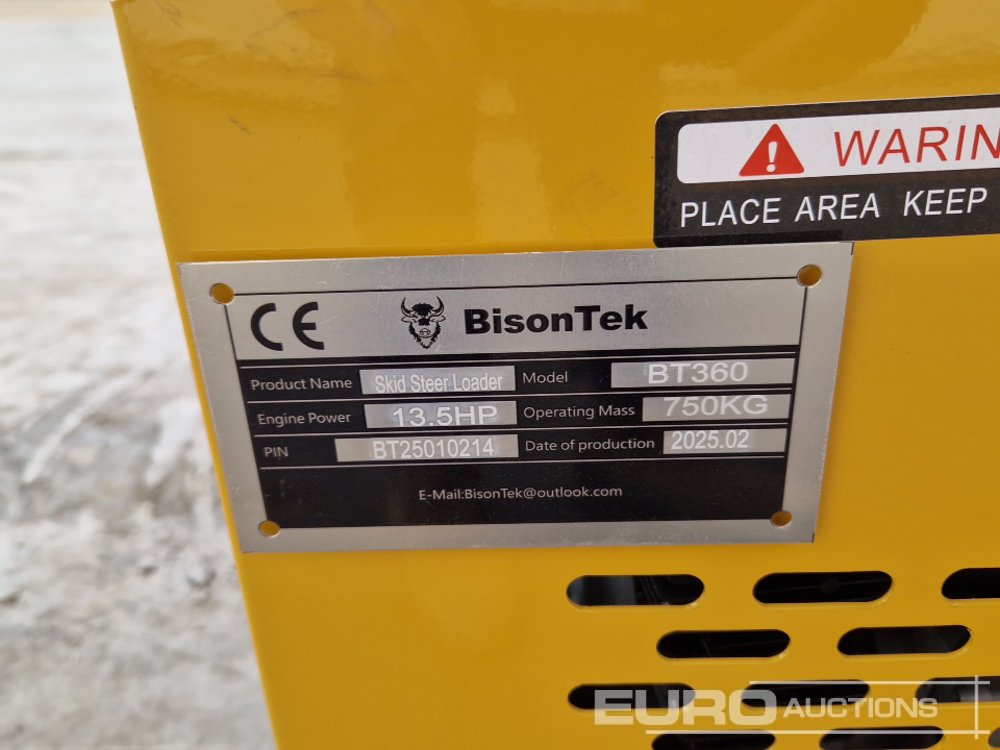 WARIN
PLACE AREA KEEP
CE BisonTek
Product Name Skid Steer Loader Model BT360
Engine Power 13.5HP Operating Mass 750KG
PIN BT25010214 Date of production 2025.02
E-Mail:BisonTek@outlook.com
EURO AUCTIONS